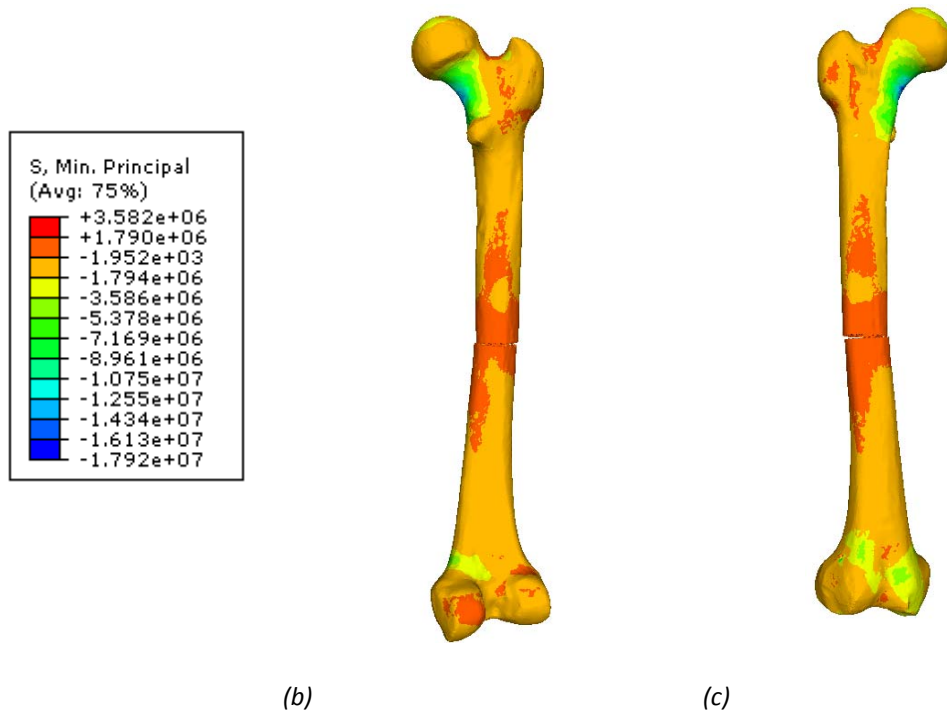 S, Min. Principal
(Avg: 75%)
+3.582e+06
+1.790e+06
-1.952e+03
-1.794e+06
-3.586e+06
-5.378e+06
-7.169e+06
-8.961e+06
-1.075e+07
-1.255e+07
-1.434e+07
-1.613e+07
-1.792e+07
(b)
(c)